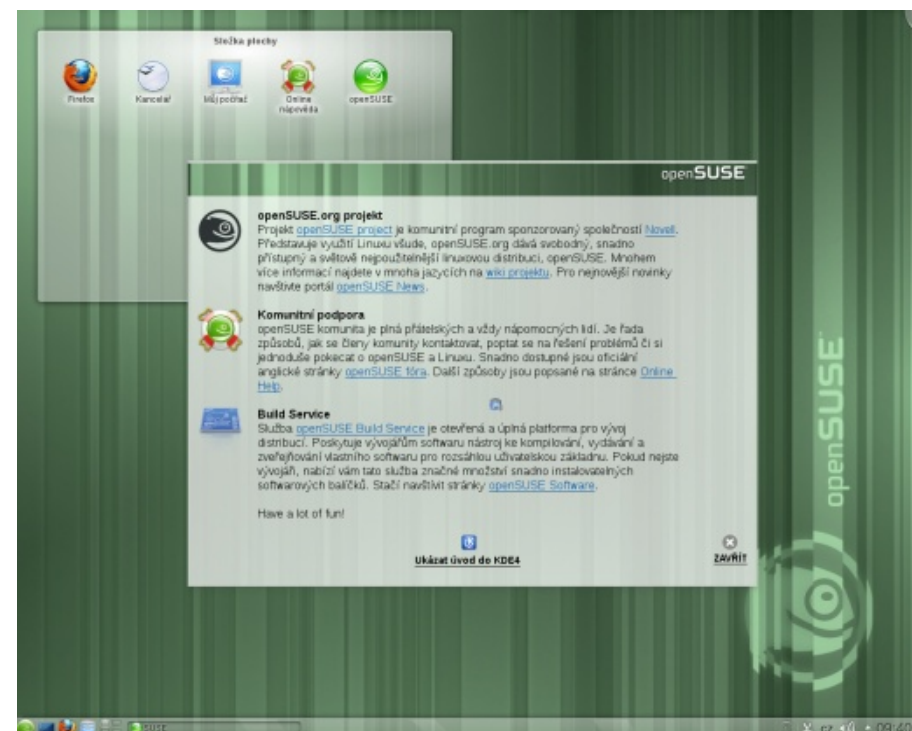 Složka plochy
Firefox
Kancelář
Můj počítač
Online nápověda
openSUSE
openSUSE
openSUSE.org projekt
Projekt openSUSE project je komunitní program sponzorovaný společností Novell.
Představuje využití Linuxu všude, openSUSE.org dává svobodný, snadno
přístupný a světově nejpoužitelnější linuxovou distribuci, openSUSE. Mnohem
více informací najdete v mnoha jazycích na wiki projektu. Pro nejnovější novinky
navštivte portál openSUSE News.
Komunitní podpora
openSUSE komunita je plná přátelských a vždy nápomocných lidí. Je řada
způsobů, jak se členy komunity kontaktovat, poptat se na řešení problémů či si
jednoduše pokecat o openSUSE a Linuxu. Snadno dostupné jsou oficiální
anglické stránky openSUSE fóra. Další způsoby jsou popsané na stránce Online
Help.
Build Service
Služba openSUSE Build Service je otevřená a úplná platforma pro vývoj
distribucí. Poskytuje vývojářům softwaru nástroj ke kompilování, vydávání a
zveřejňování vlastního softwaru pro rozsáhlou uživatelskou základnu. Pokud nejste
vývojáři, nabízí vám tato služba značné množství snadno instalovatelných
softwarových balíčků. Stačí navštívit stránky openSUSE Software.
Have a lot of fun!
Ukázat úvod do KDE4
ZAVŘÍT
openSUSE
SUSE
cz
09:40